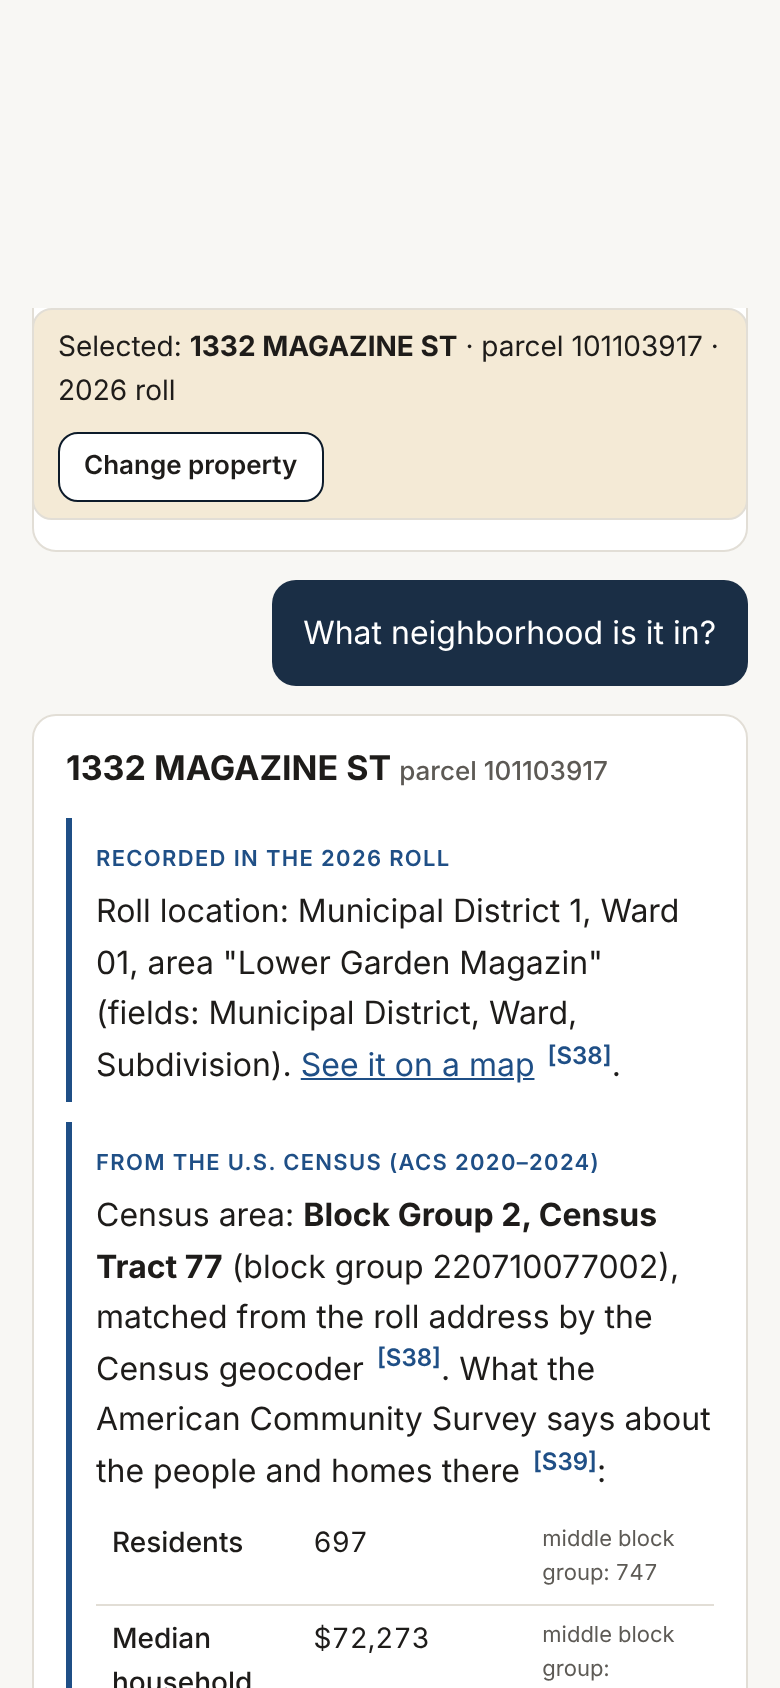 Selected: 1332 MAGAZINE ST · parcel 101103917 ·
2026 roll
Change property
What neighborhood is it in?
1332 MAGAZINE ST parcel 101103917
RECORDED IN THE 2026 ROLL
Roll location: Municipal District 1, Ward
01, area "Lower Garden Magazin"
(fields: Municipal District, Ward,
Subdivision). See it on a map [S38].
FROM THE U.S. CENSUS (ACS 2020–2024)
Census area: Block Group 2, Census
Tract 77 (block group 220710077002),
matched from the roll address by the
Census geocoder [S38]. What the
American Community Survey says about
the people and homes there [S39]:
Residents 697 middle block
group: 747
Median $72,273 middle block
household group: